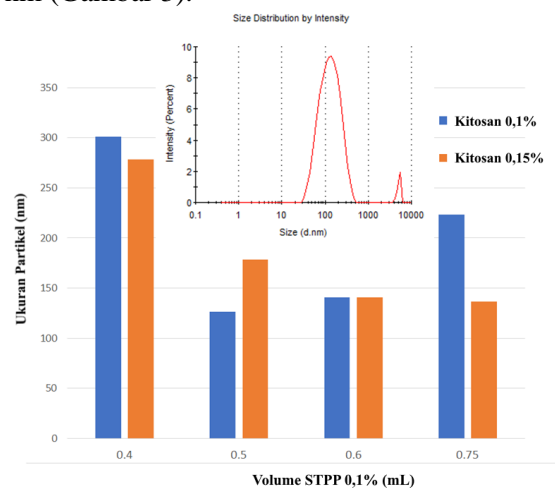 (Gambar 3).
Size Distribution by Intensity
Intensity (Percent)
10
8
6
4
2
0
0.1 1 10 100 1000 10000
Size (d.nm)
Kitosan 0,1%
Kitosan 0,15%
Ukuran Partikel (nm)
350
300
250
200
150
100
50
0
0.4 0.5 0.6 0.75
Volume STPP 0,1% (mL)